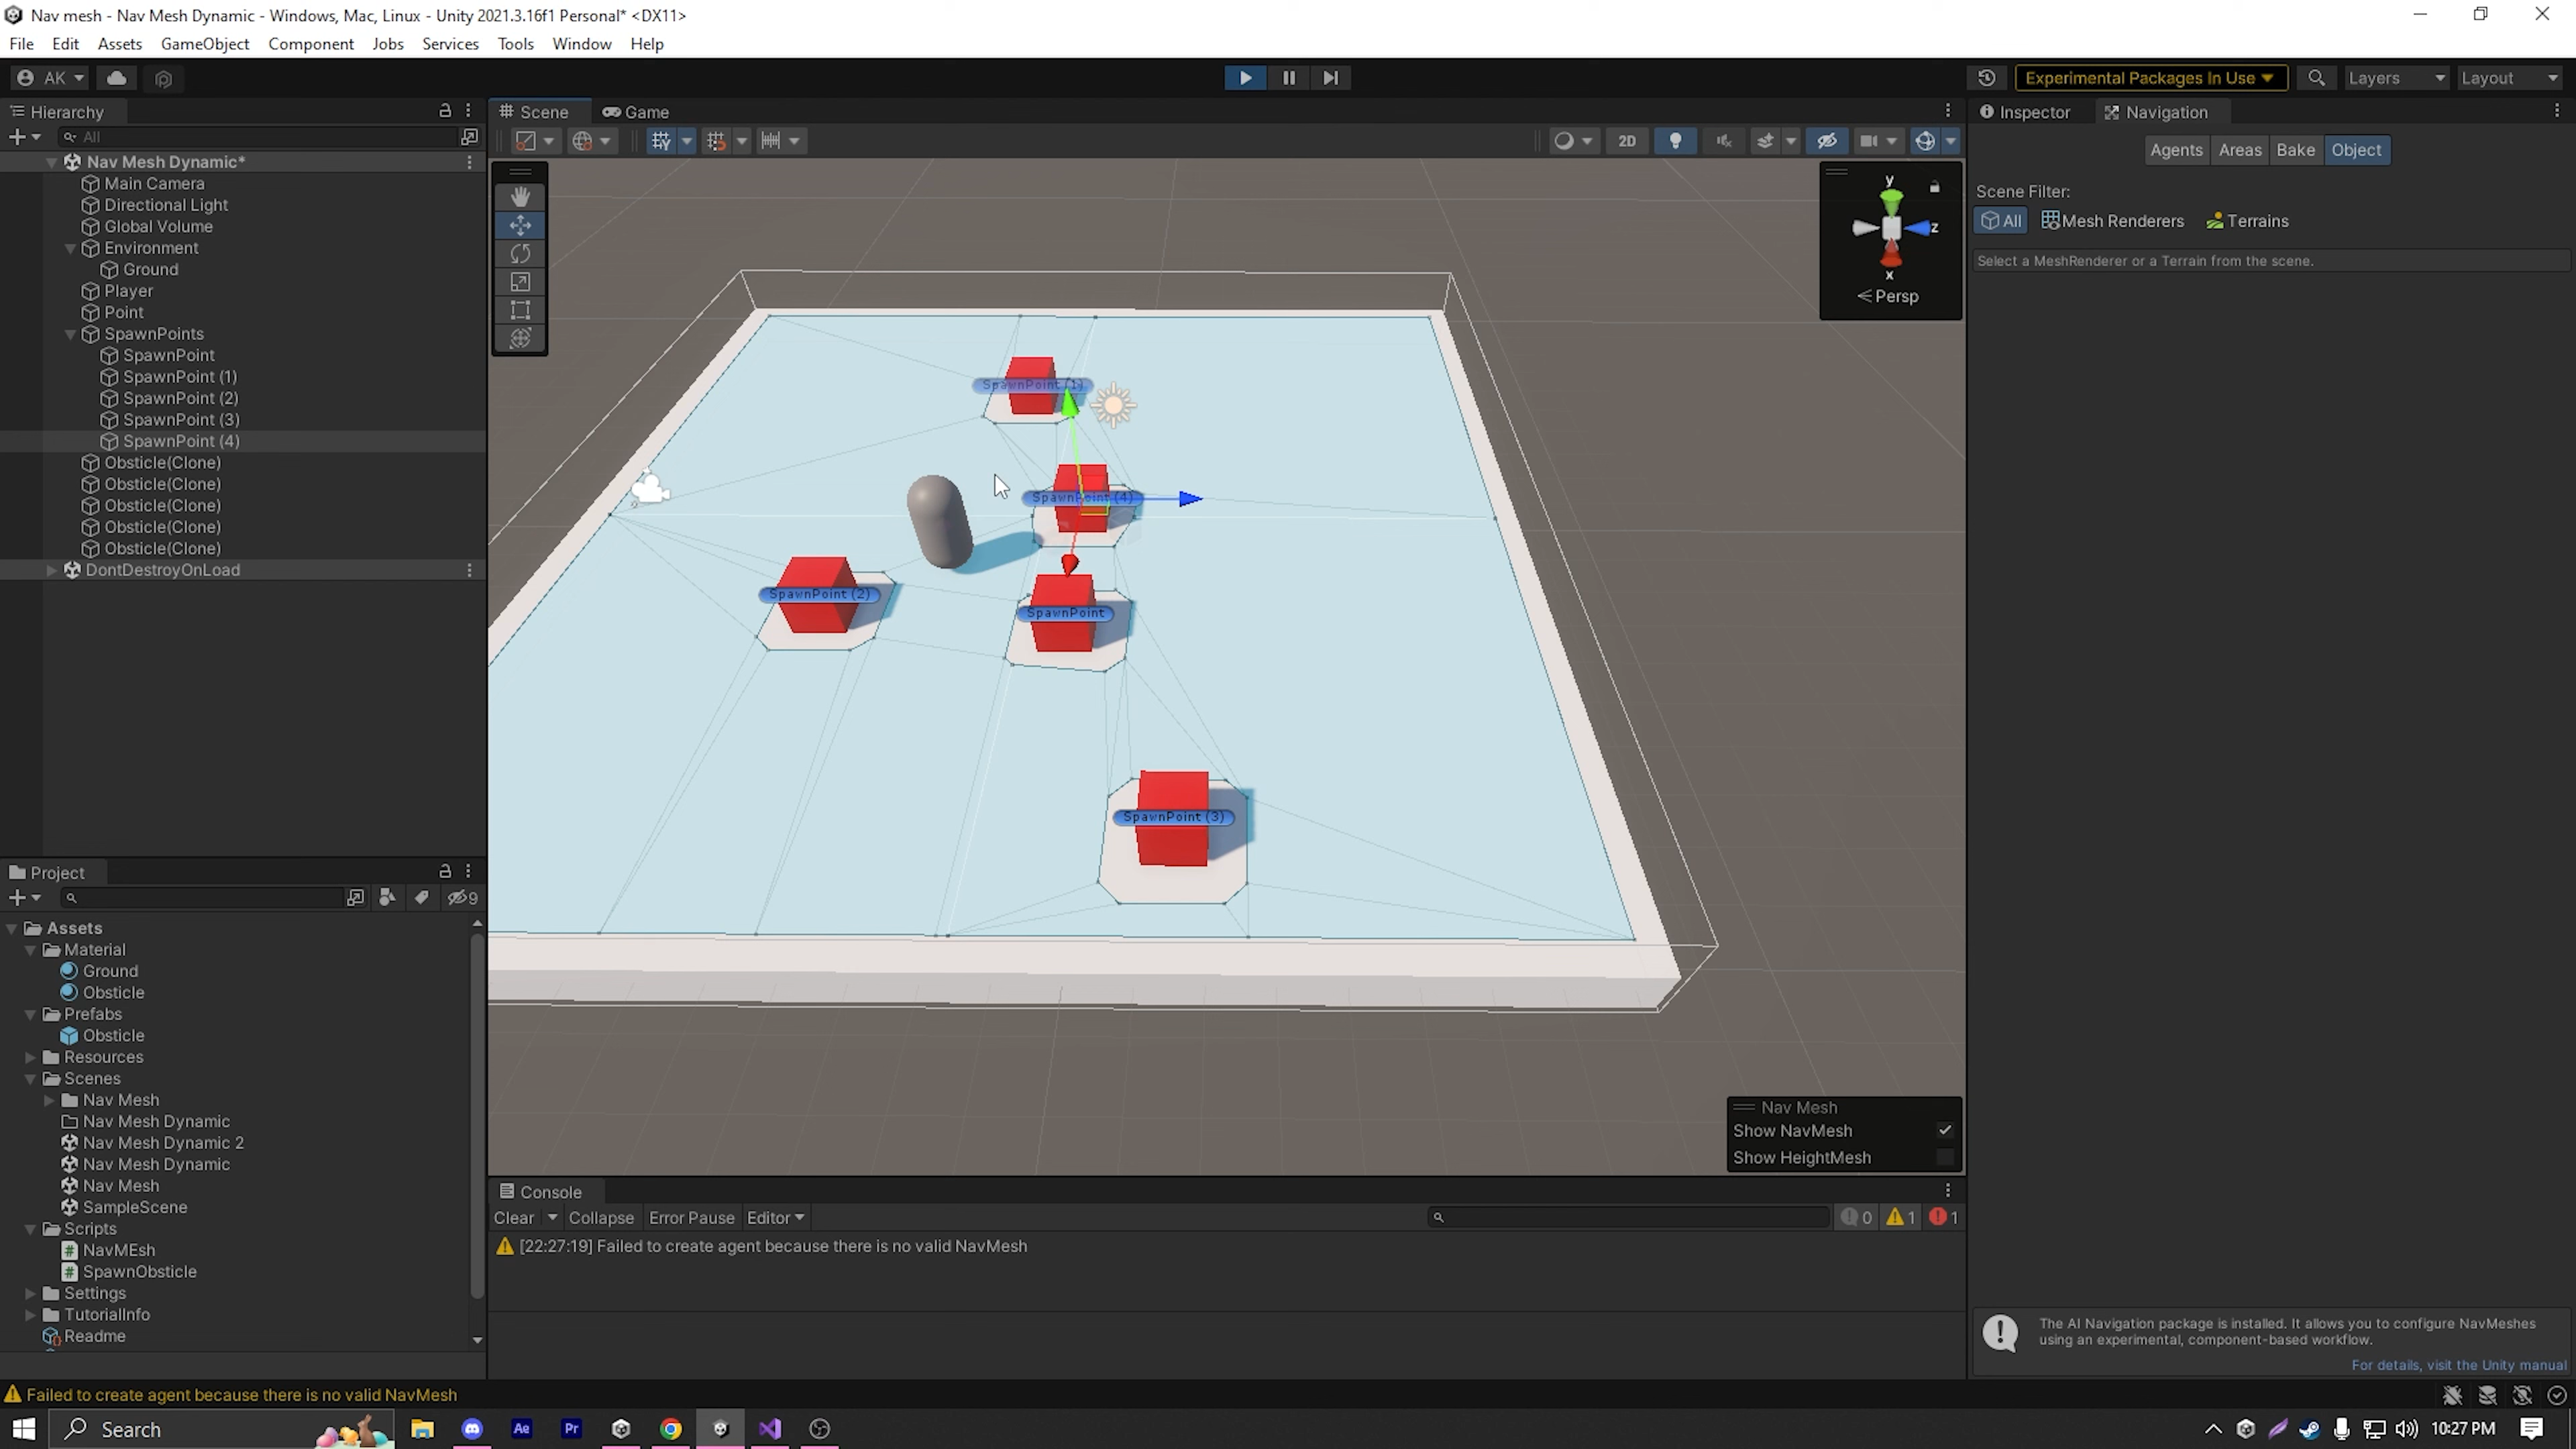 Nav mesh - Nav Mesh Dynamic - Windows, Mac, Linux - Unity 2021.3.16f1 Personal* <DX11>
File Edit Assets GameObject Component Jobs Services Tools Window Help
AK Experimental Packages In Use Layers Layout
Hierarchy
All
Nav Mesh Dynamic*
Main Camera
Directional Light
Global Volume
Environment
Ground
Player
Point
SpawnPoints
SpawnPoint
SpawnPoint (1)
SpawnPoint (2)
SpawnPoint (3)
SpawnPoint (4)
Obsticle(Clone)
Obsticle(Clone)
Obsticle(Clone)
Obsticle(Clone)
Obsticle(Clone)
DontDestroyOnLoad
Project
9
Assets
Material
Ground
Obsticle
Prefabs
Obsticle
Resources
Scenes
Nav Mesh
Nav Mesh Dynamic
Nav Mesh Dynamic 2
Nav Mesh Dynamic
Nav Mesh
SampleScene
Scripts
NavMEsh
SpawnObsticle
Settings
TutorialInfo
Readme
Scene Game
2D
y
z
x
Persp
SpawnPoint (1)
SpawnPoint (4)
SpawnPoint (2)
SpawnPoint
SpawnPoint (3)
Nav Mesh
Show NavMesh
Show HeightMesh
Console
Clear Collapse Error Pause Editor 0 1 1
[22:27:19] Failed to create agent because there is no valid NavMesh
Inspector Navigation
Agents Areas Bake Object
Scene Filter:
All Mesh Renderers Terrains
Select a MeshRenderer or a Terrain from the scene.
The AI Navigation package is installed. It allows you to configure NavMeshes
using an experimental, component-based workflow.
For details, visit the Unity manual
Failed to create agent because there is no valid NavMesh
Search Ae Pr 10:27 PM